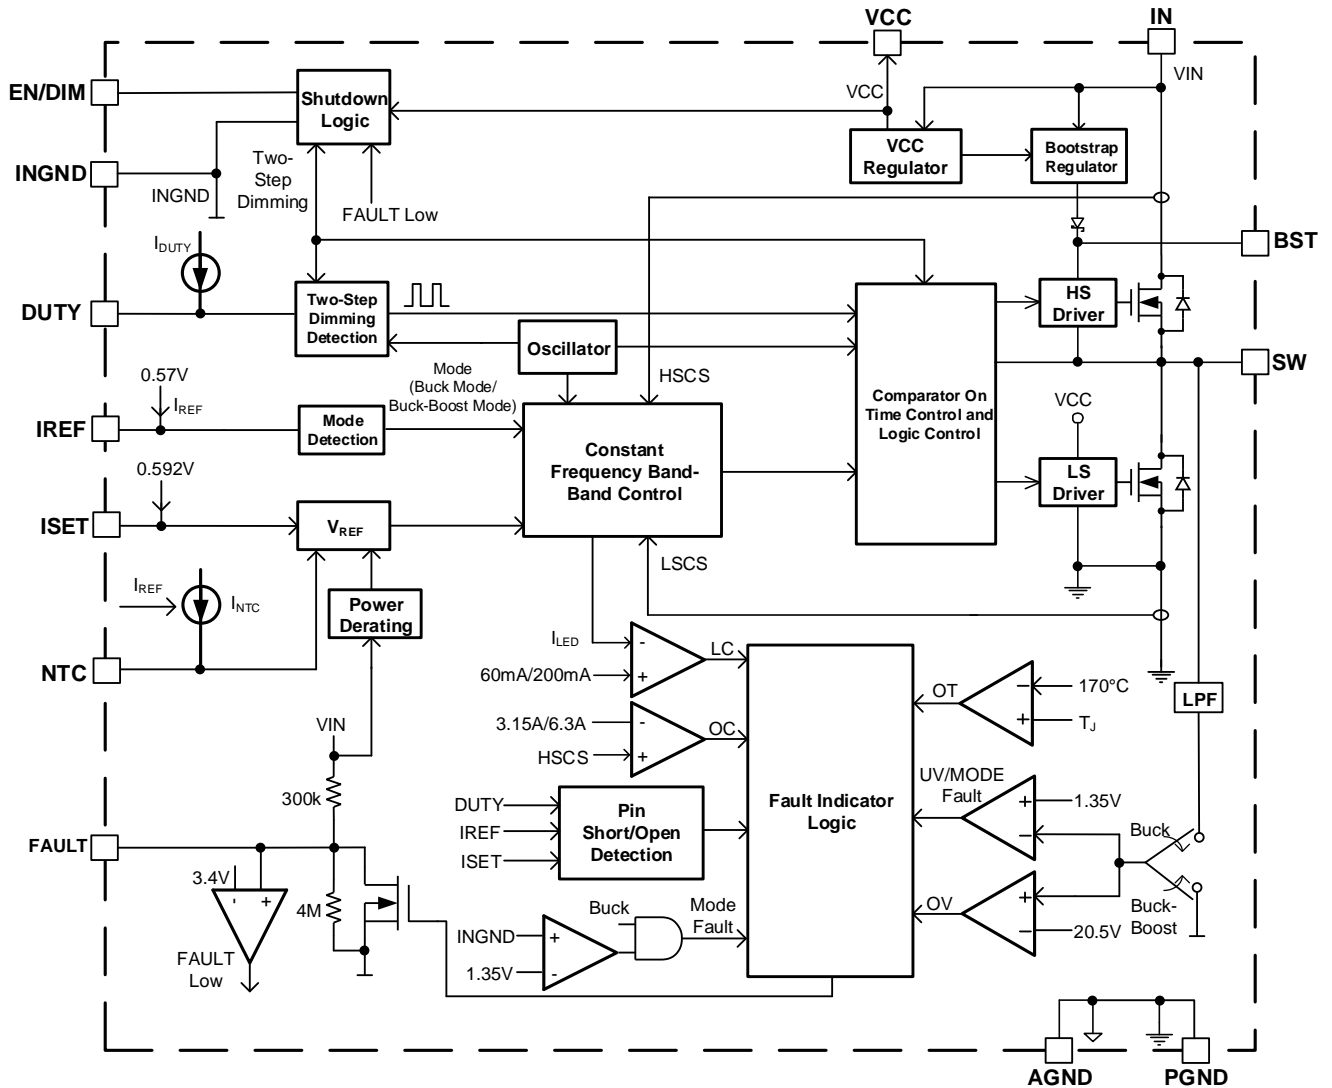 VCC
IN
EN/DIM
Shutdown
Logic
VCC
VIN
INGND
INGND
Two-
Step
Dimming
FAULT Low
VCC
Regulator
Bootstrap
Regulator
BST
IDUTY
DUTY
Two-Step
Dimming
Detection
Oscillator
HS
Driver
SW
0.57V
IREF
IREF
Mode
Detection
Mode
(Buck Mode/
Buck-Boost Mode)
HSCS
Comparator On
Time Control and
Logic Control
VCC
LS
Driver
0.592V
ISET
VREF
Constant
Frequency Band-
Band Control
LSCS
IREF
INTC
NTC
Power
Derating
ILED
-
+
60mA/200mA
LC
3.15A/6.3A
-
HSCS
+
OC
OT
–
170°C
+
TJ
LPF
VIN
300k
DUTY
IREF
ISET
Pin
Short/Open
Detection
Fault Indicator
Logic
UV/MODE
Fault
+
1.35V
–
Buck
FAULT
3.4V
-
+
4M
FAULT
Low
INGND
+
1.35V
-
Buck
Mode
Fault
OV
+
–
20.5V
Buck-
Boost
AGND
PGND